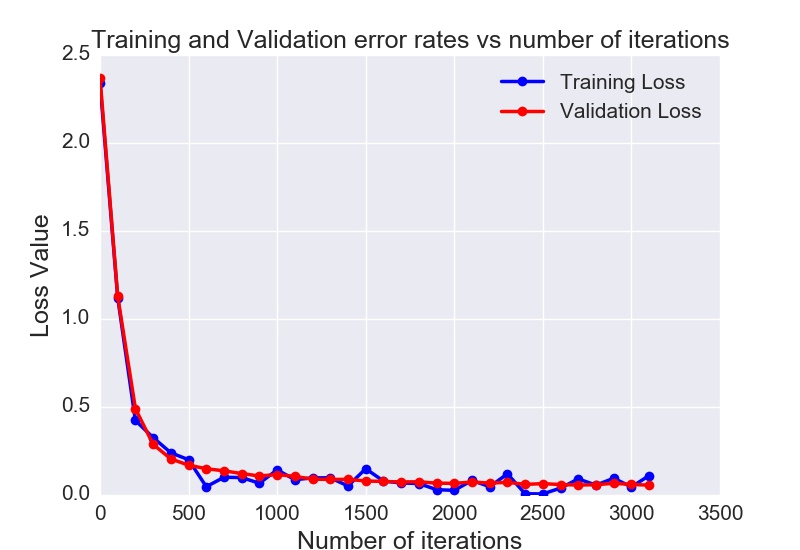 Training and Validation error rates vs number of iterations
2.5
2.0
1.5
1.0
0.5
0.0
Loss Value
Training Loss
Validation Loss
0 500 1000 1500 2000 2500 3000 3500
Number of iterations